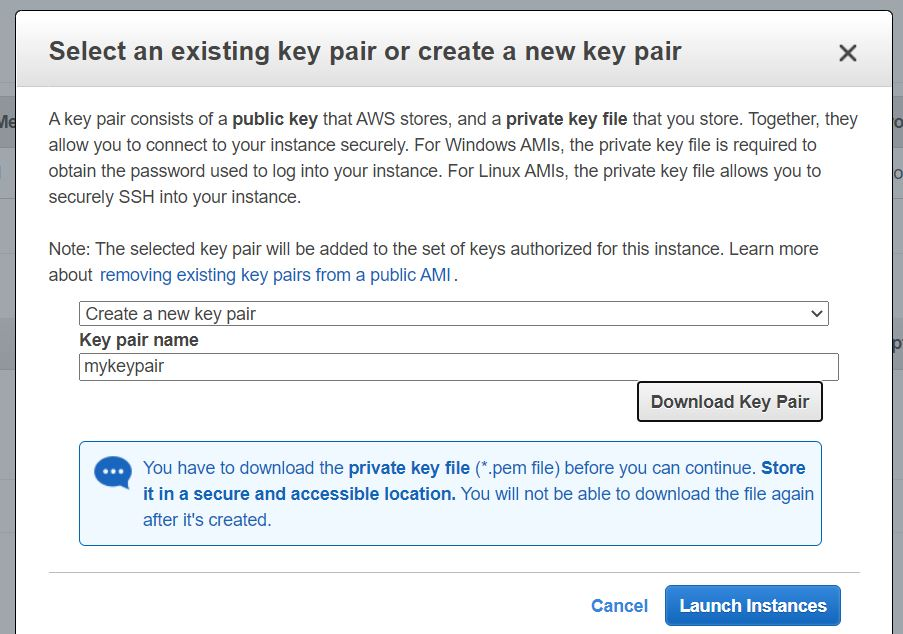 Select an existing key pair or create a new key pair
A key pair consists of a public key that AWS stores, and a private key file that you store. Together, they
allow you to connect to your instance securely. For Windows AMIs, the private key file is required to
obtain the password used to log into your instance. For Linux AMIs, the private key file allows you to
securely SSH into your instance.
Note: The selected key pair will be added to the set of keys authorized for this instance. Learn more
about removing existing key pairs from a public AMI .
Create a new key pair
Key pair name
mykeypair
Download Key Pair
You have to download the private key file (*.pem file) before you can continue. Store
it in a secure and accessible location. You will not be able to download the file again
after it's created.
Cancel Launch Instances